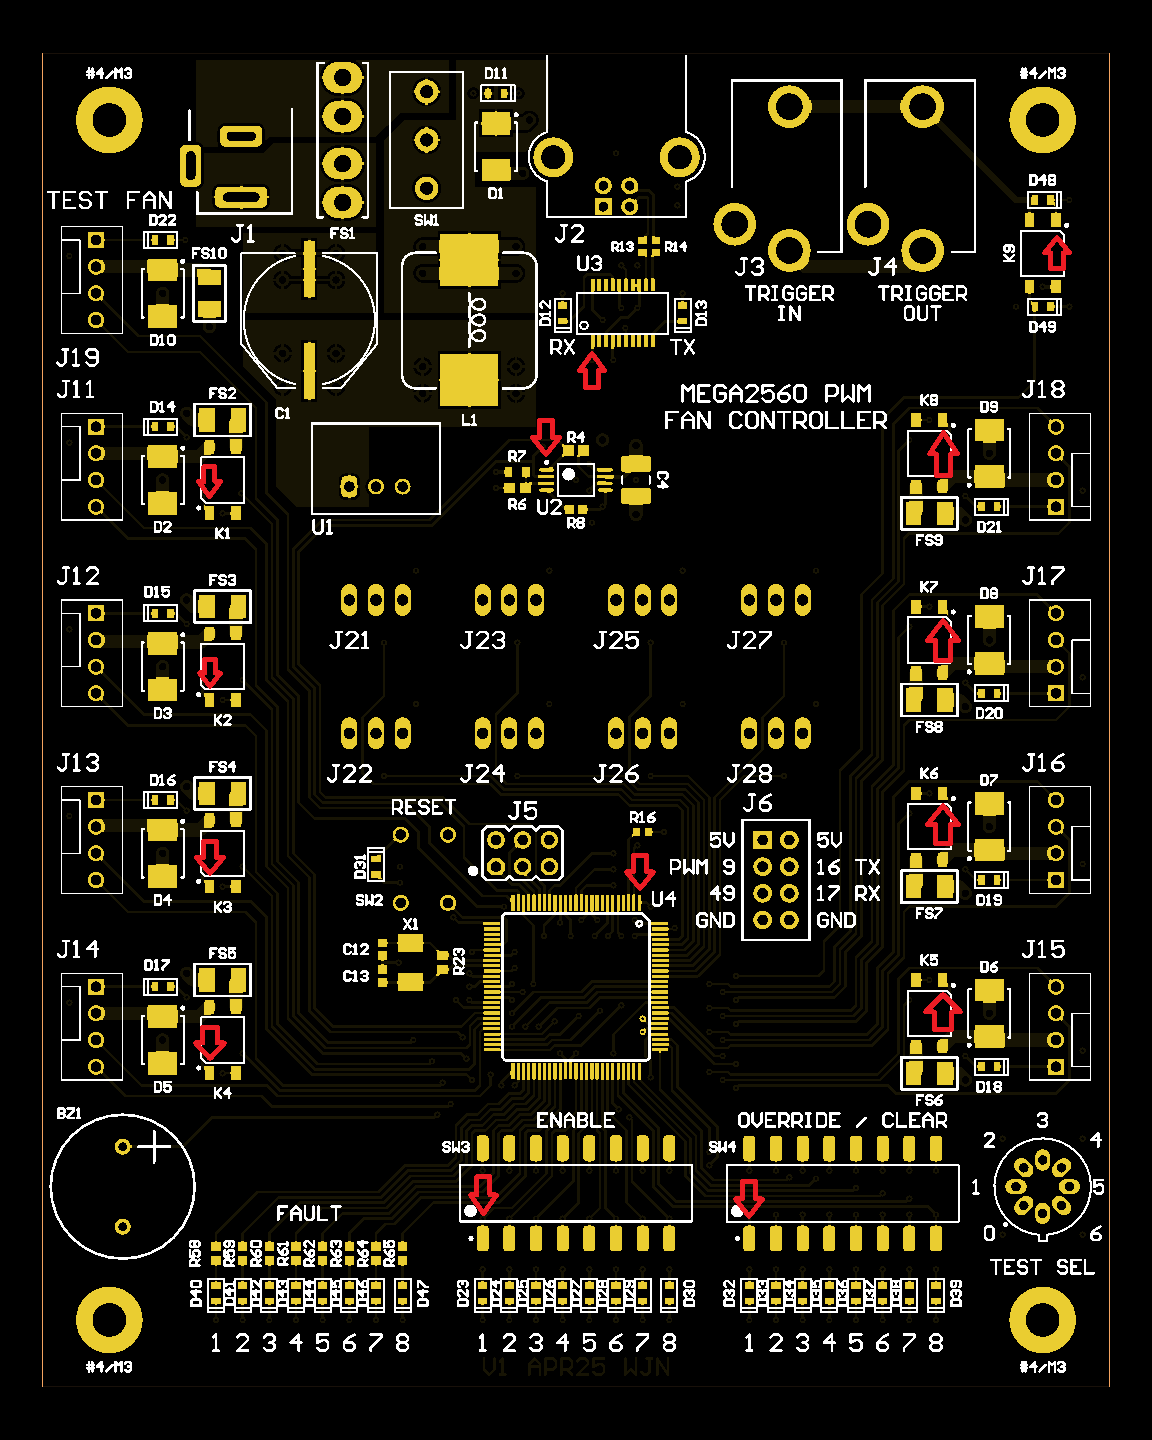 #4/M3
#4/M3
D11
D1
SW1
FS1
J1
J2
J3
J4
TEST FAN
D22
FS10
D10
J19
C1
L1
U3
R13
R14
D12
D13
RX
TX
TRIGGER
IN
TRIGGER
OUT
D48
K9
D49
MEGA2560 PWM
FAN CONTROLLER
J11
D14
FS2
D2
K1
U1
R7
R4
R6
U2
R8
C4
K8
D9
J18
D21
FS9
J12
D15
FS3
D3
K2
J21
J23
J25
J27
K7
D8
J17
D20
FS8
J22
J24
J26
J28
J13
D16
FS4
D4
K3
RESET
J5
D31
SW2
R16
U4
J6
5V
5V
PWM 9
16 TX
49
17 RX
GND
GND
K6
D7
J16
D19
FS7
X1
C12
C13
R23
J14
D17
FS5
D5
K4
K5
D6
J15
D18
FS6
BZ1
ENABLE
SW3
OVERRIDE / CLEAR
SW4
3
2
4
1
5
0
6
TEST SEL
FAULT
R58
R59
R60
R61
R62
R63
R64
R65
D40
D41
D42
D43
D44
D45
D46
D47
D23
D24
D25
D26
D27
D28
D29
D30
D32
D33
D34
D35
D36
D37
D38
D39
1 2 3 4 5 6 7 8
1 2 3 4 5 6 7 8
1 2 3 4 5 6 7 8
#4/M3
V1 APR25 WJN
#4/M3